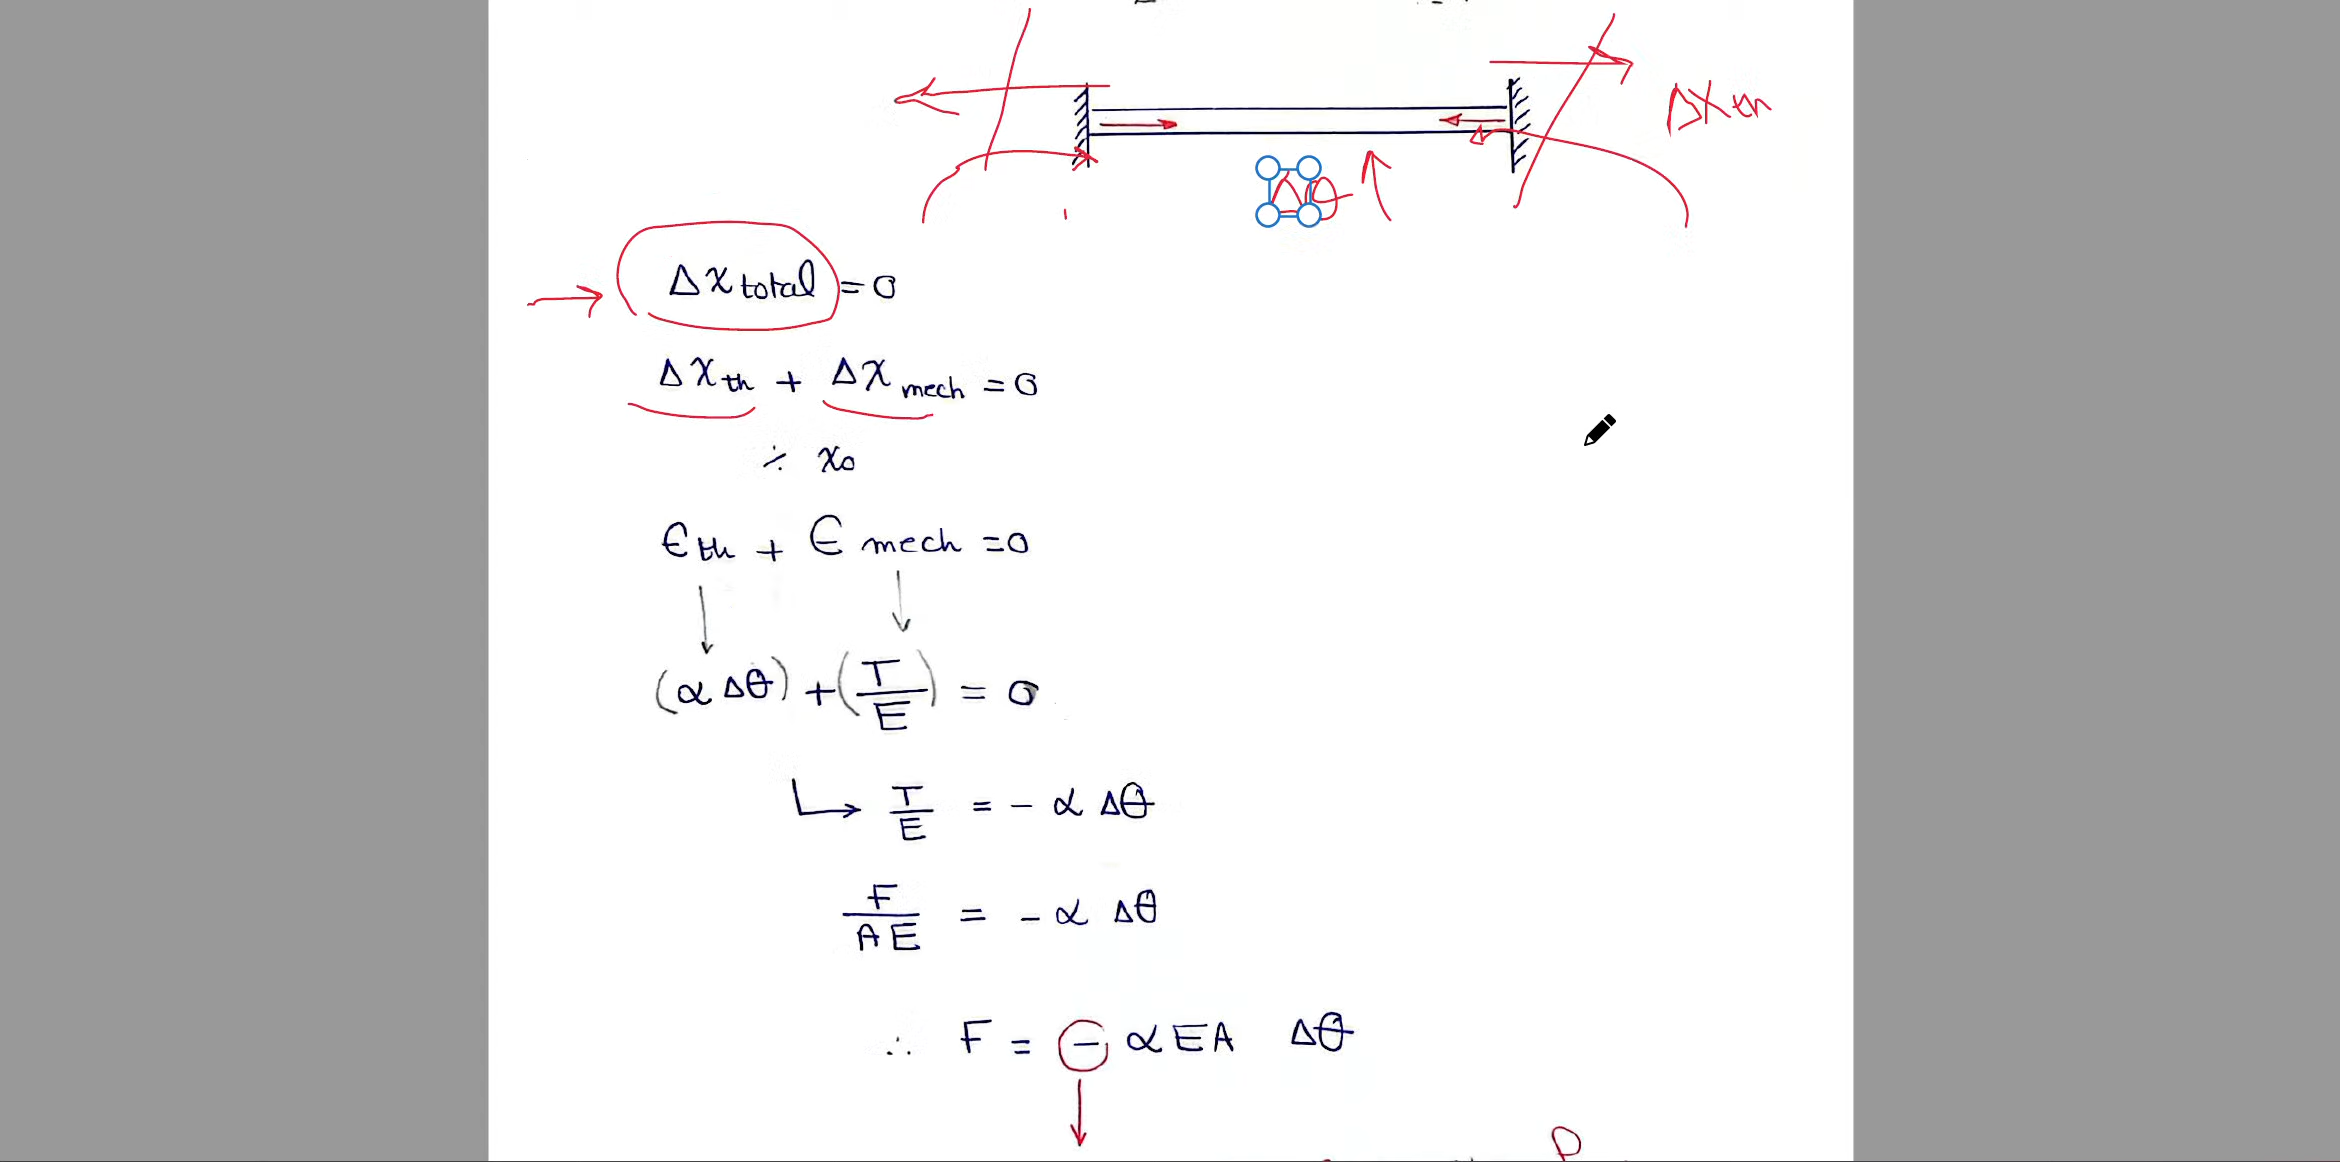 Δx th
Δθ
Δx total = 0
Δx th + Δx mech = 0
÷ x₀
ϵ th + ϵ mech = 0
(α Δθ) + (T/E) = 0
T/E = - α Δθ
F/AE = - α Δθ
∴ F = - α E A Δθ